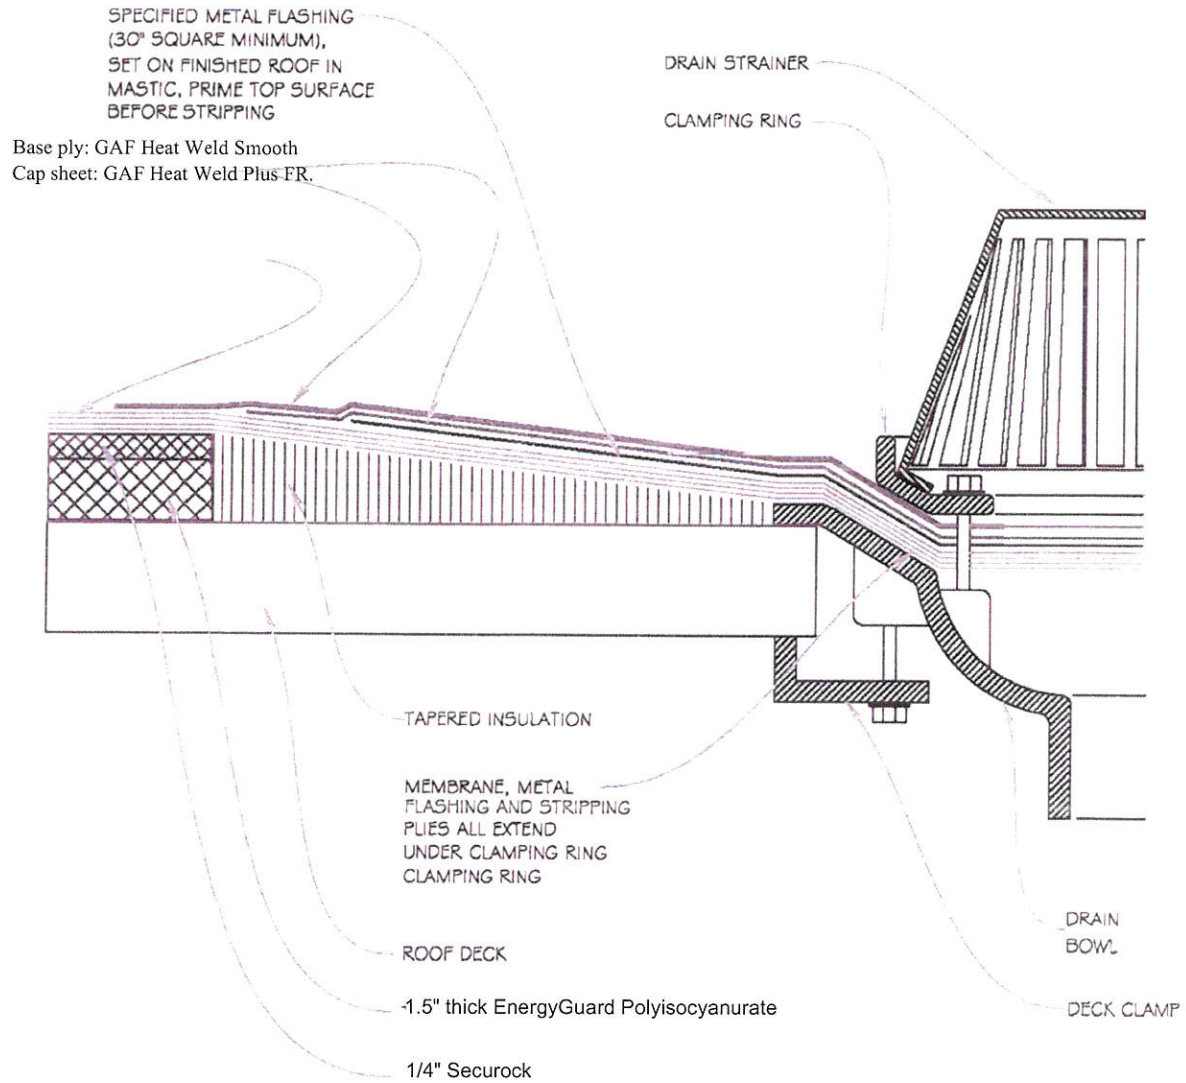 SPECIFIED METAL FLASHING
(30" SQUARE MINIMUM),
SET ON FINISHED ROOF IN
MASTIC, PRIME TOP SURFACE
BEFORE STRIPPING
Base ply: GAF Heat Weld Smooth
Cap sheet: GAF Heat Weld Plus FR.
DRAIN STRAINER
CLAMPING RING
TAPERED INSULATION
MEMBRANE, METAL
FLASHING AND STRIPPING
PLIES ALL EXTEND
UNDER CLAMPING RING
CLAMPING RING
ROOF DECK
-1.5" thick EnergyGuard Polyisocyanurate
1/4" Securock
DRAIN
BOWL
DECK CLAMP